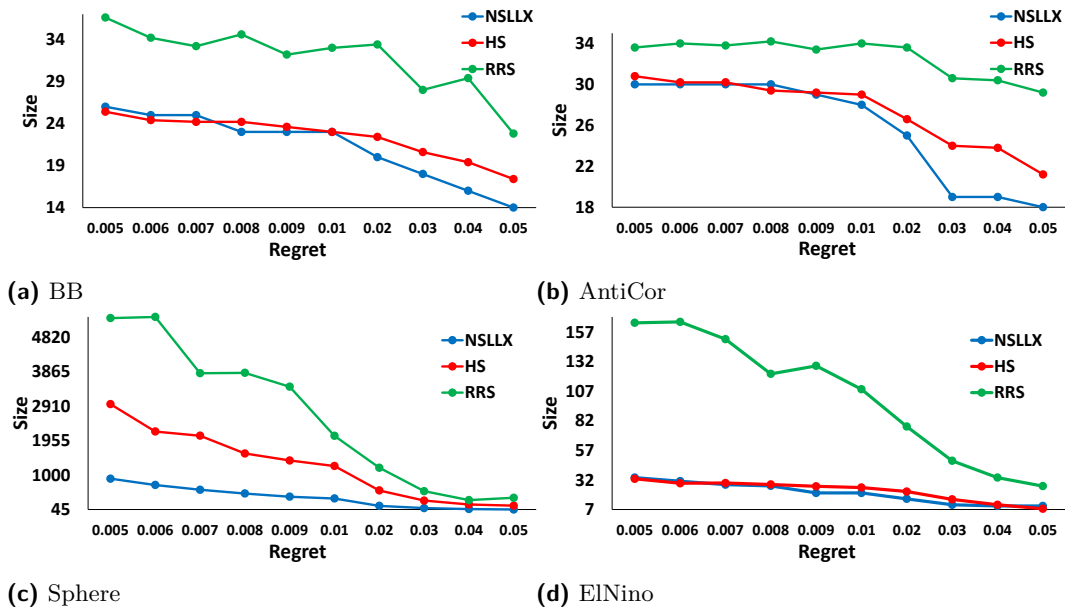 NSLLX
HS
RRS
Size
34
29
24
19
14
0.005 0.006 0.007 0.008 0.009 0.01 0.02 0.03 0.04 0.05
Regret
(a) BB
NSLLX
HS
RRS
Size
34
30
26
22
18
0.005 0.006 0.007 0.008 0.009 0.01 0.02 0.03 0.04 0.05
Regret
(b) AntiCor
NSLLX
HS
RRS
Size
4820
3865
2910
1955
1000
45
0.005 0.006 0.007 0.008 0.009 0.01 0.02 0.03 0.04 0.05
Regret
(c) Sphere
NSLLX
HS
RRS
Size
157
132
107
82
57
32
7
0.005 0.006 0.007 0.008 0.009 0.01 0.02 0.03 0.04 0.05
Regret
(d) ElNino